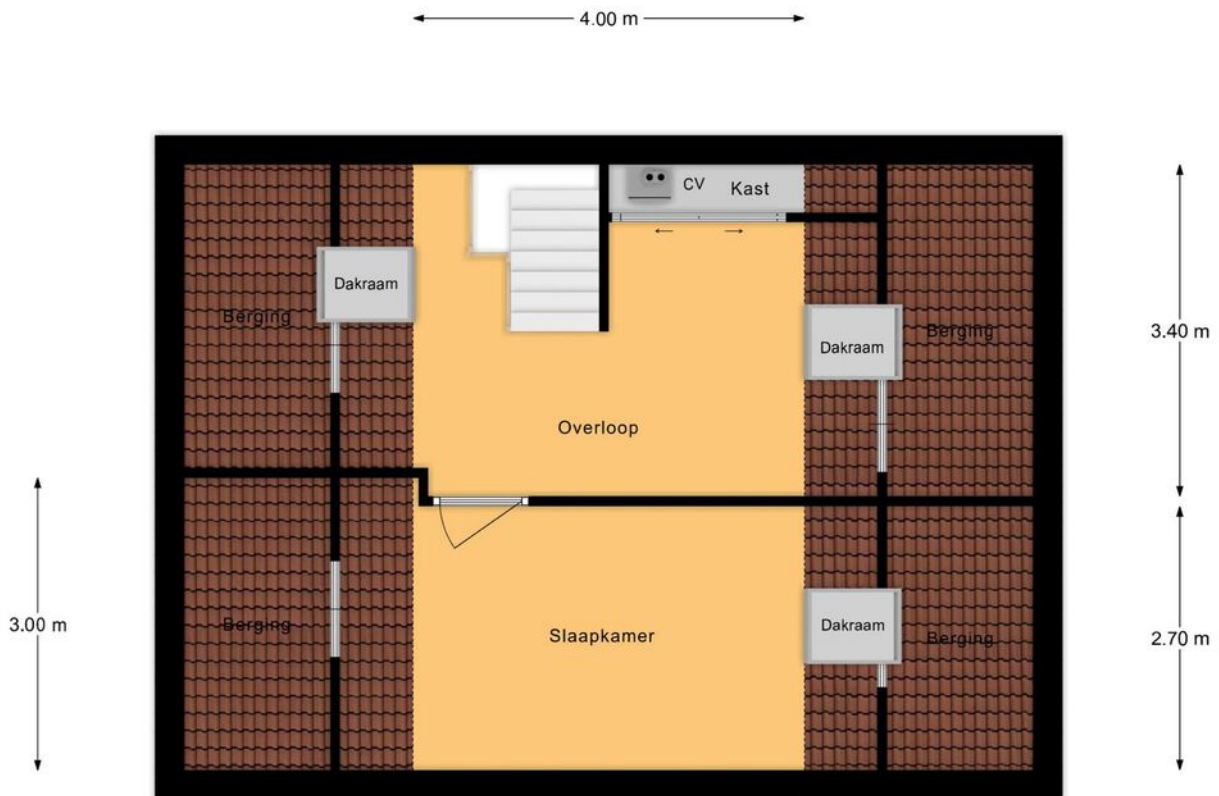 4.00 m
CV Kast
Dakraam
Berging
Berging
3.40 m
Dakraam
Overloop
3.00 m
Berging
Slaapkamer
Dakraam
Berging
2.70 m